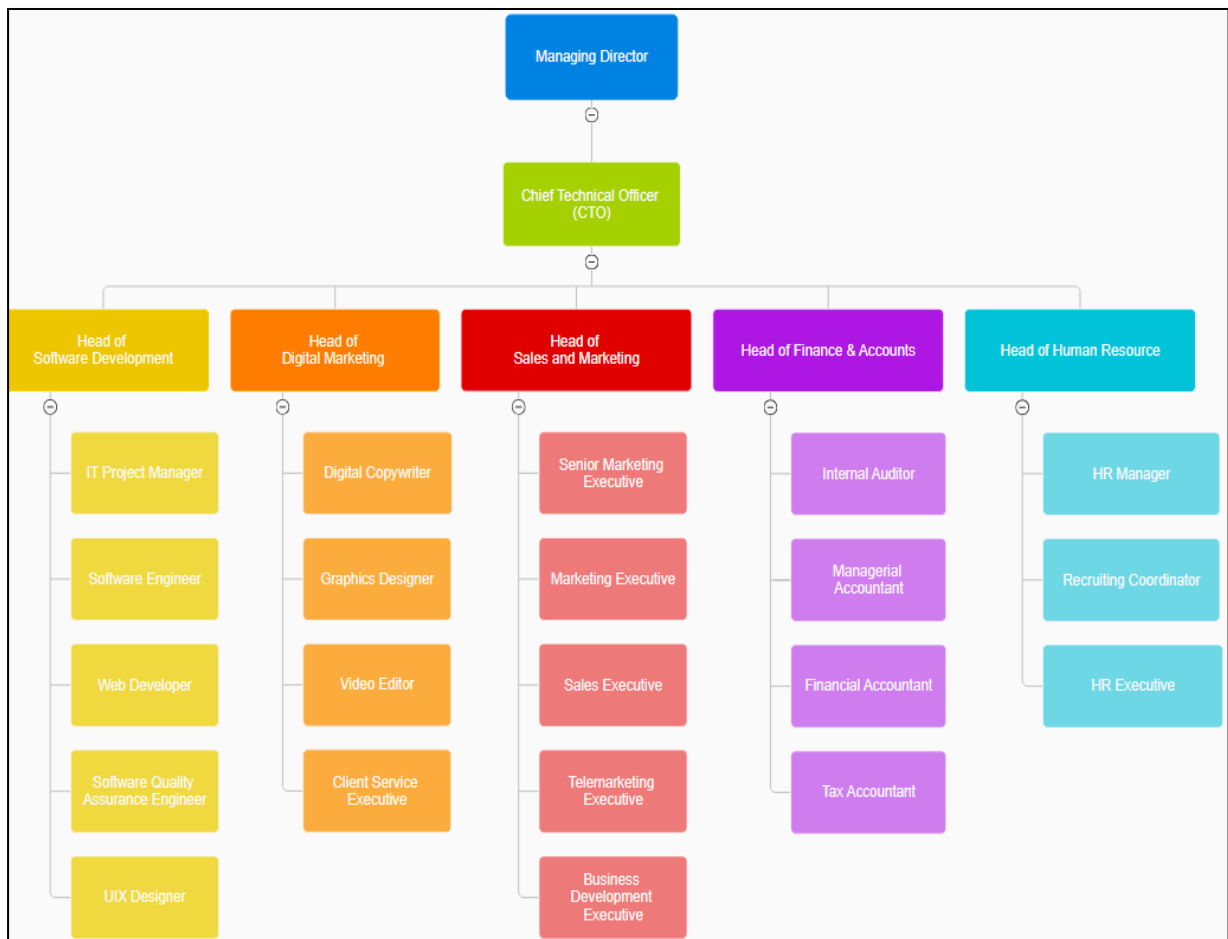 Managing Director
Chief Technical Officer
(CTO)
Head of
Software Development
Head of
Digital Marketing
Head of
Sales and Marketing
Head of Finance & Accounts
Head of Human Resource
IT Project Manager
Software Engineer
Web Developer
Software Quality
Assurance Engineer
UIX Designer
Digital Copywriter
Graphics Designer
Video Editor
Client Service
Executive
Senior Marketing
Executive
Marketing Executive
Sales Executive
Telemarketing
Executive
Business
Development
Executive
Internal Auditor
Managerial
Accountant
Financial Accountant
Tax Accountant
HR Manager
Recruiting Coordinator
HR Executive